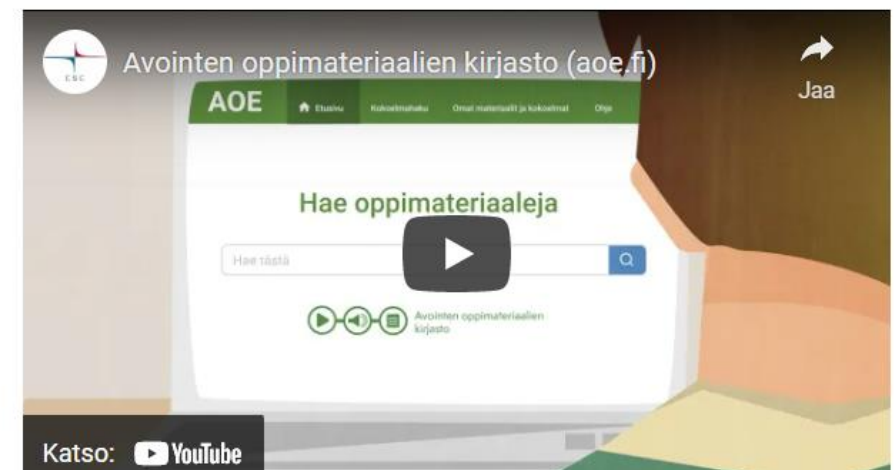 CSC
Avointen oppimateriaalien kirjasto (aoe.fi)
Jaa
AOE
Etusivu Kokoelmahaku Omat materiaalit ja kokoelmat Ohje
Hae oppimateriaaleja
Hae tästä
Avointen oppimateriaalien
kirjasto
Katso: YouTube